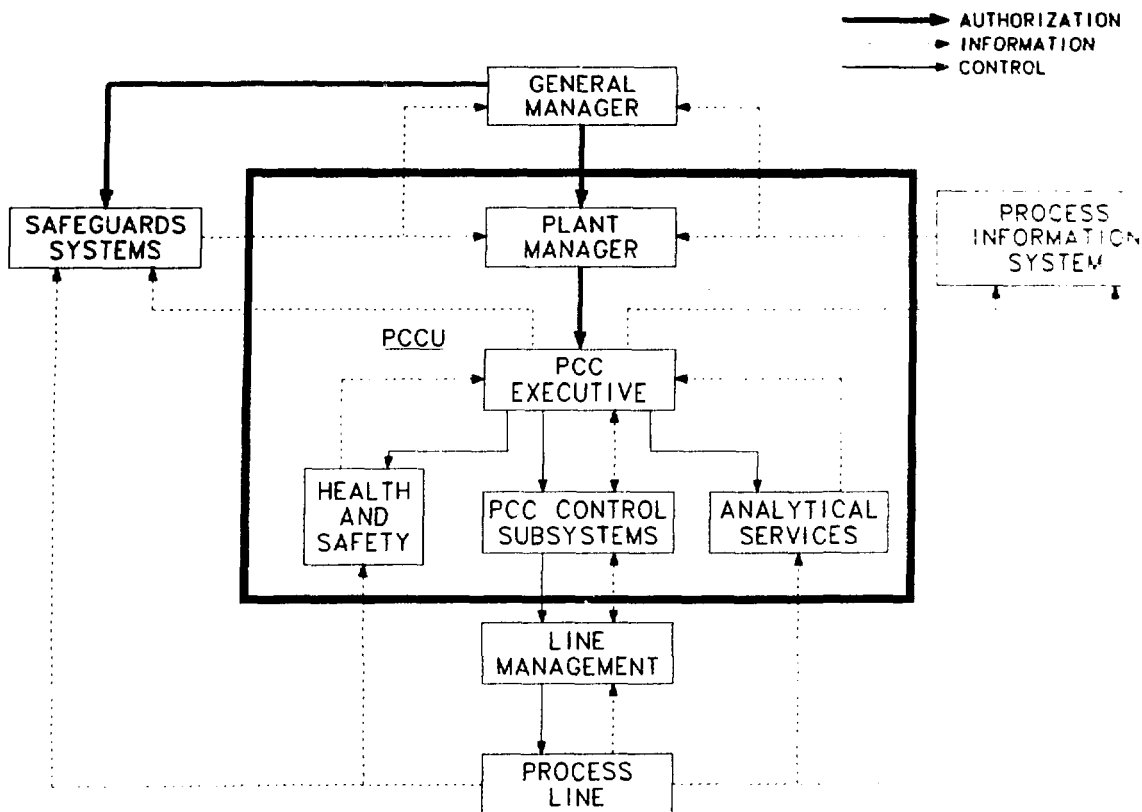 AUTHORIZATION
INFORMATION
CONTROL
GENERAL
MANAGER
SAFEGUARDS
SYSTEMS
PLANT
MANAGER
PROCESS
INFORMATION
SYSTEM
PCCU
PCC
EXECUTIVE
HEALTH
AND
SAFETY
PCC CONTROL
SUBSYSTEMS
ANALYTICAL
SERVICES
LINE
MANAGEMENT
PROCESS
LINE